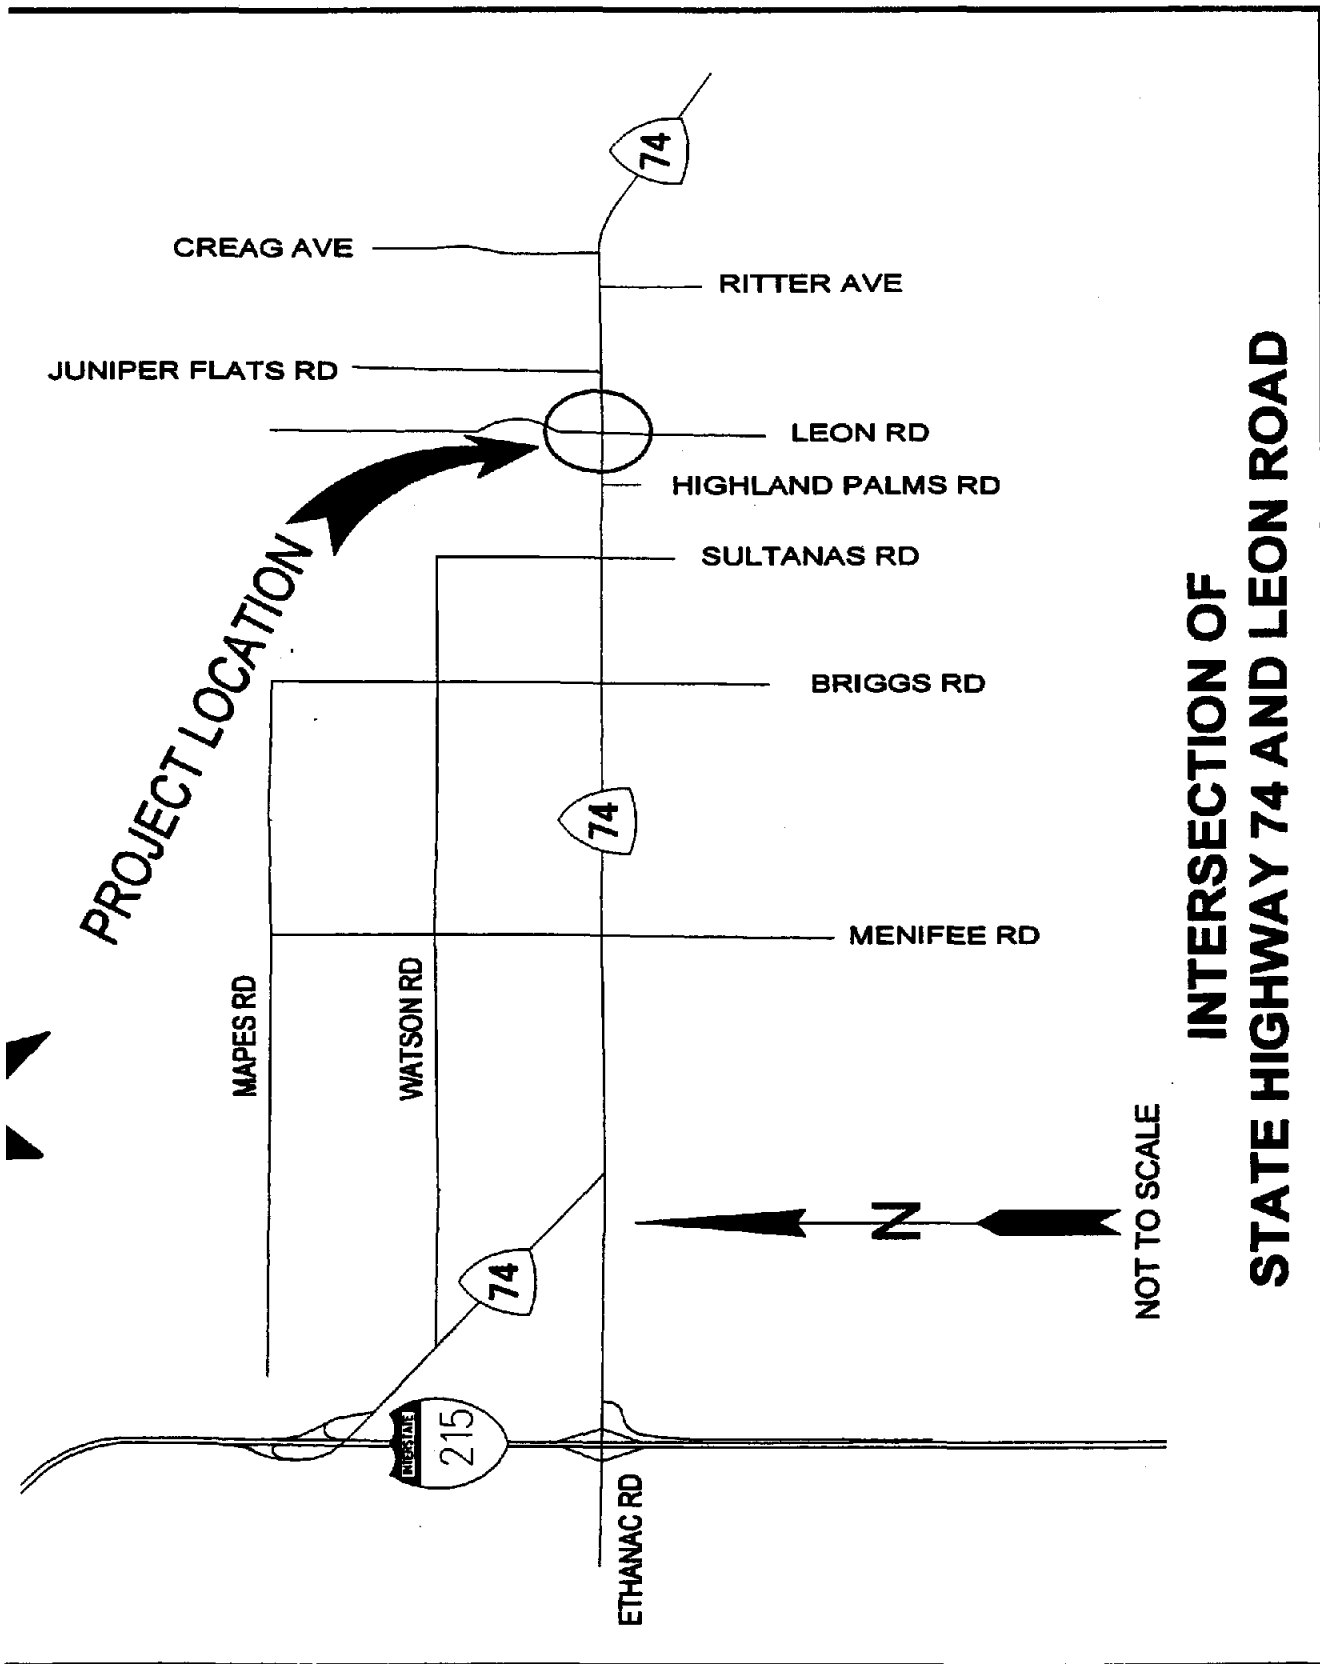 CREAG AVE
74
RITTER AVE
JUNIPER FLATS RD
LEON RD
HIGHLAND PALMS RD
PROJECT LOCATION
SULTANAS RD
BRIGGS RD
74
MENIFEE RD
MAPES RD
WATSON RD
74
INTERSTATE
215
ETHANAC RD
N
NOT TO SCALE
INTERSECTION OF
STATE HIGHWAY 74 AND LEON ROAD